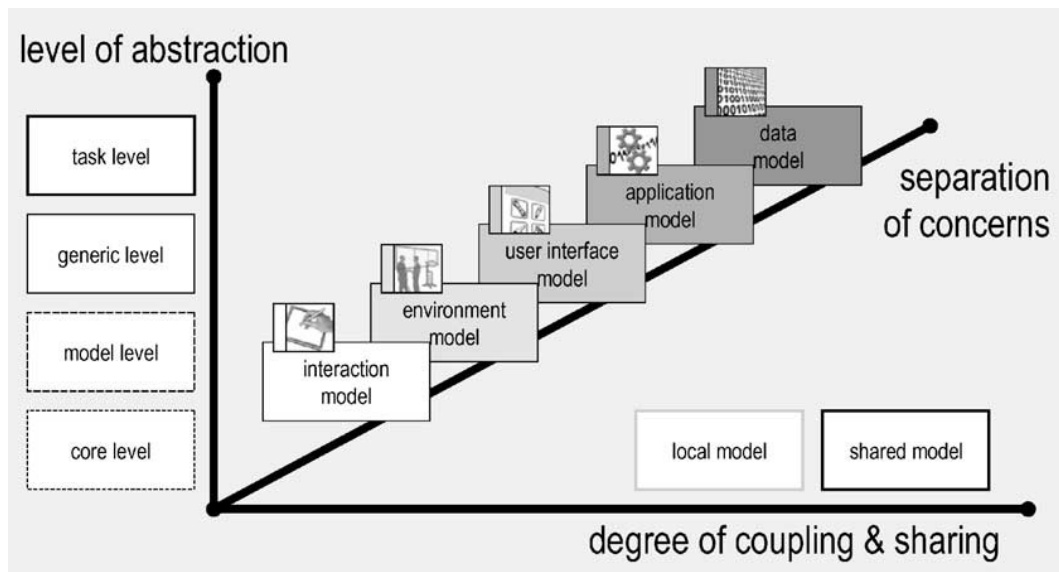 level of abstraction
task level
generic level
model level
core level
data
model
application
model
user interface
model
environment
model
interaction
model
separation
of concerns
local model
shared model
degree of coupling & sharing